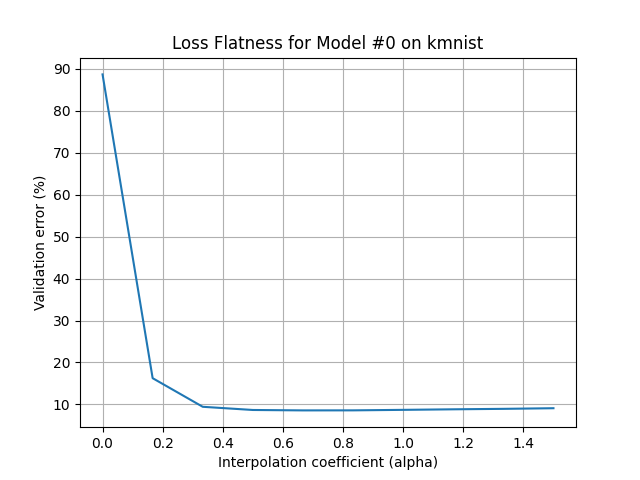 Loss Flatness for Model #0 on kmnist
90
80
70
60
50
40
30
20
10
Validation error (%)
0.0 0.2 0.4 0.6 0.8 1.0 1.2 1.4
Interpolation coefficient (alpha)